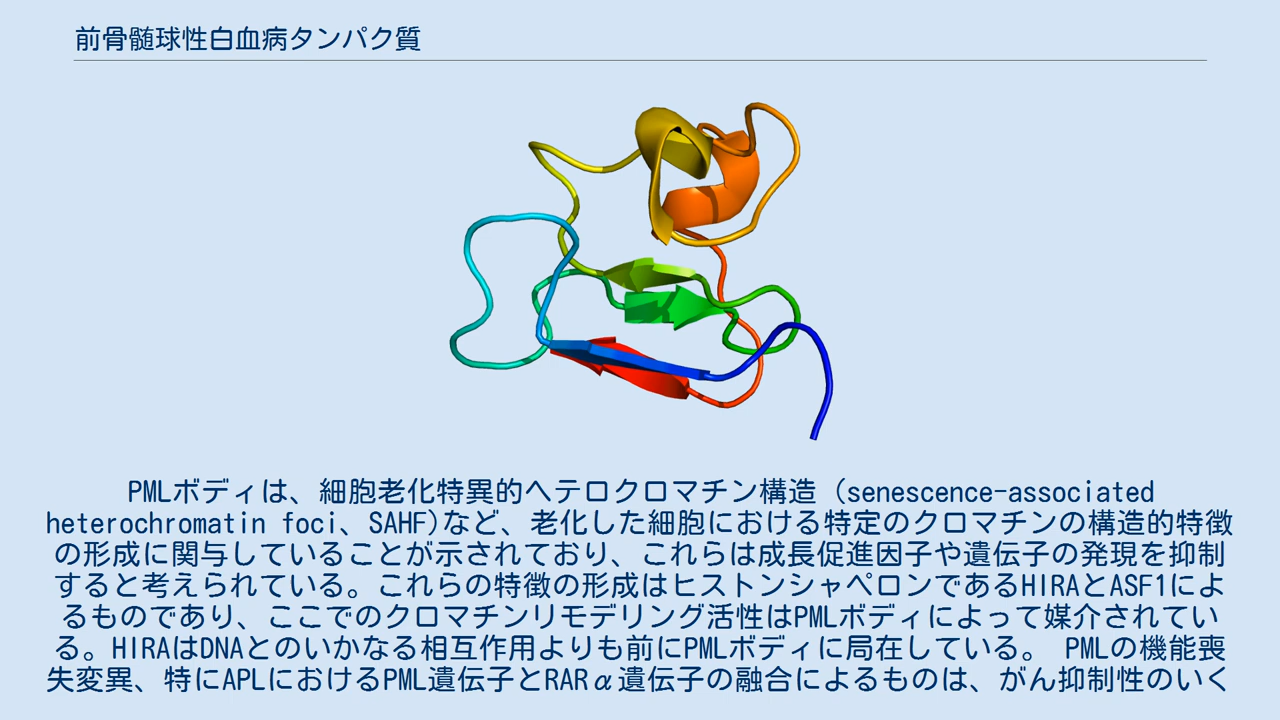 前骨髄球性白血病タンパク質
PMLボディは、細胞老化特異的ヘテロクロマチン構造（senescence-associated
heterochromatin foci、SAHF)など、老化した細胞における特定のクロマチンの構造的特徴
の形成に関与していることが示されており、これらは成長促進因子や遺伝子の発現を抑制
すると考えられている。これらの特徴の形成はヒストンシャペロンであるHIRAとASF1によ
るものであり、ここでのクロマチンリモデリング活性はPMLボディによって媒介されてい
る。HIRAはDNAとのいかなる相互作用よりも前にPMLボディに局在している。 PMLの機能喪
失変異、特にAPLにおけるPML遺伝子とRARα遺伝子の融合によるものは、がん抑制性のいく